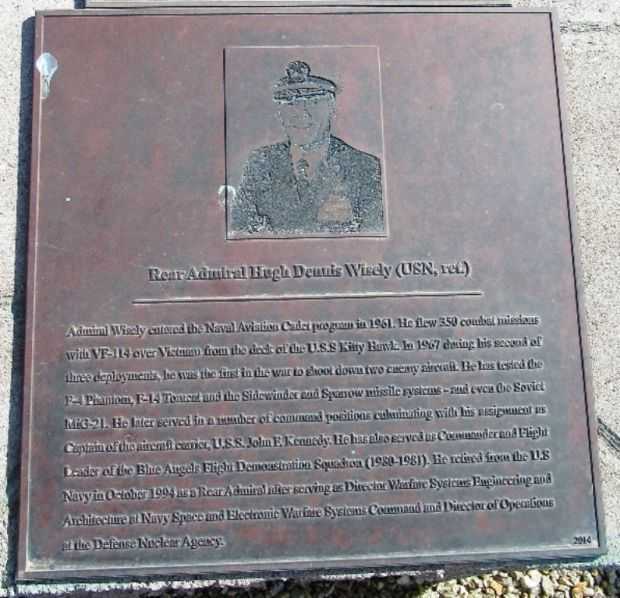 Rear Admiral Hugh Dennis Wisely (USN, ret.)
Admiral Wisely entered the Naval Aviation Cadet program in 1961. He flew 350 combat missions
with VF-114 over Vietnam from the deck of the U.S.S Kitty Hawk. In 1967 during his second of
three deployments, he was the first in the war to shoot down two enemy aircraft. He has tested the
F-4 Phantom, F-14 Tomcat and the Sidewinder and Sparrow missile systems - and even the Soviet
MiG-21. He later served in a number of command positions culminating with his assignment as
Captain of the aircraft carrier, U.S.S. John F. Kennedy. He has also served as Commander and Flight
Leader of the Blue Angels Flight Demonstration Squadron (1980-1981). He retired from the U.S
Navy in October 1994 as a Rear Admiral after serving as Director Warfare Systems Engineering and
Architecture at Navy Space and Electronic Warfare Systems Command and Director of Operations
at the Defense Nuclear Agency.
2014